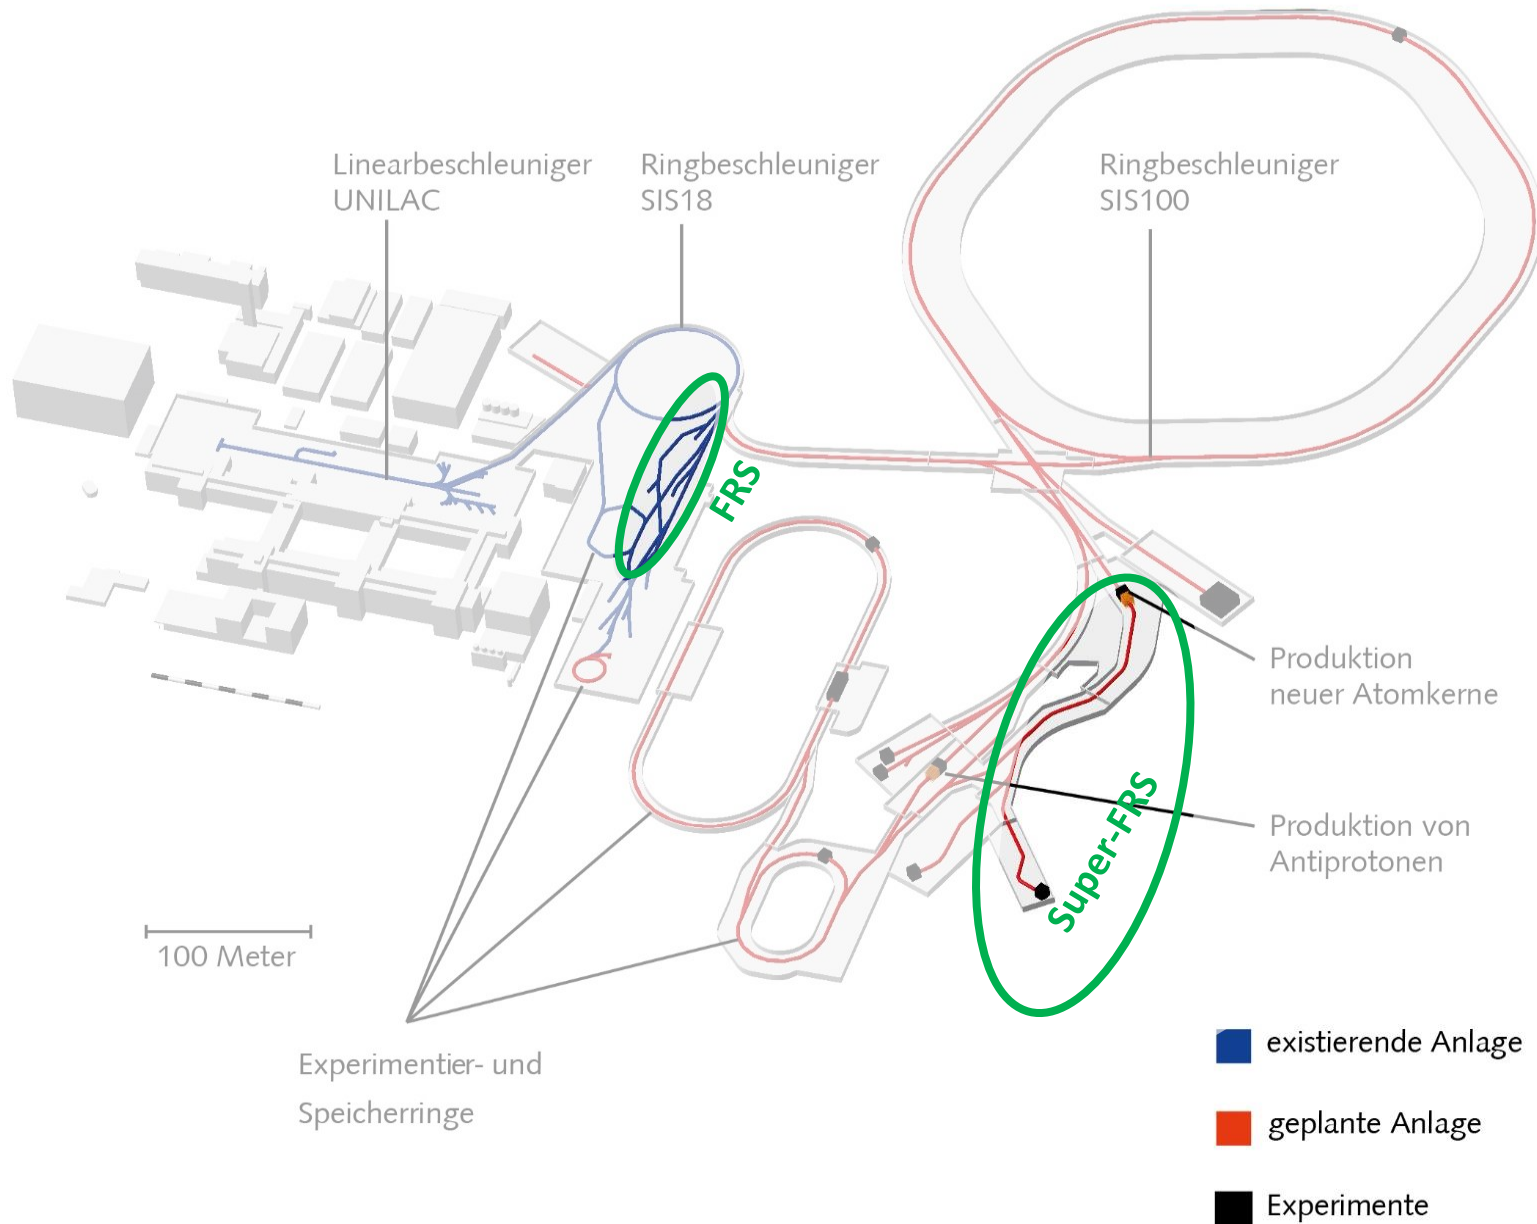 Linearbeschleuniger
UNILAC
Ringbeschleuniger
SIS18
Ringbeschleuniger
SIS100
FRS
Produktion
neuer Atomkerne
Super-FRS
Produktion von
Antiprotonen
100 Meter
Experimentier- und
Speicherringe
existierende Anlage
geplante Anlage
Experimente